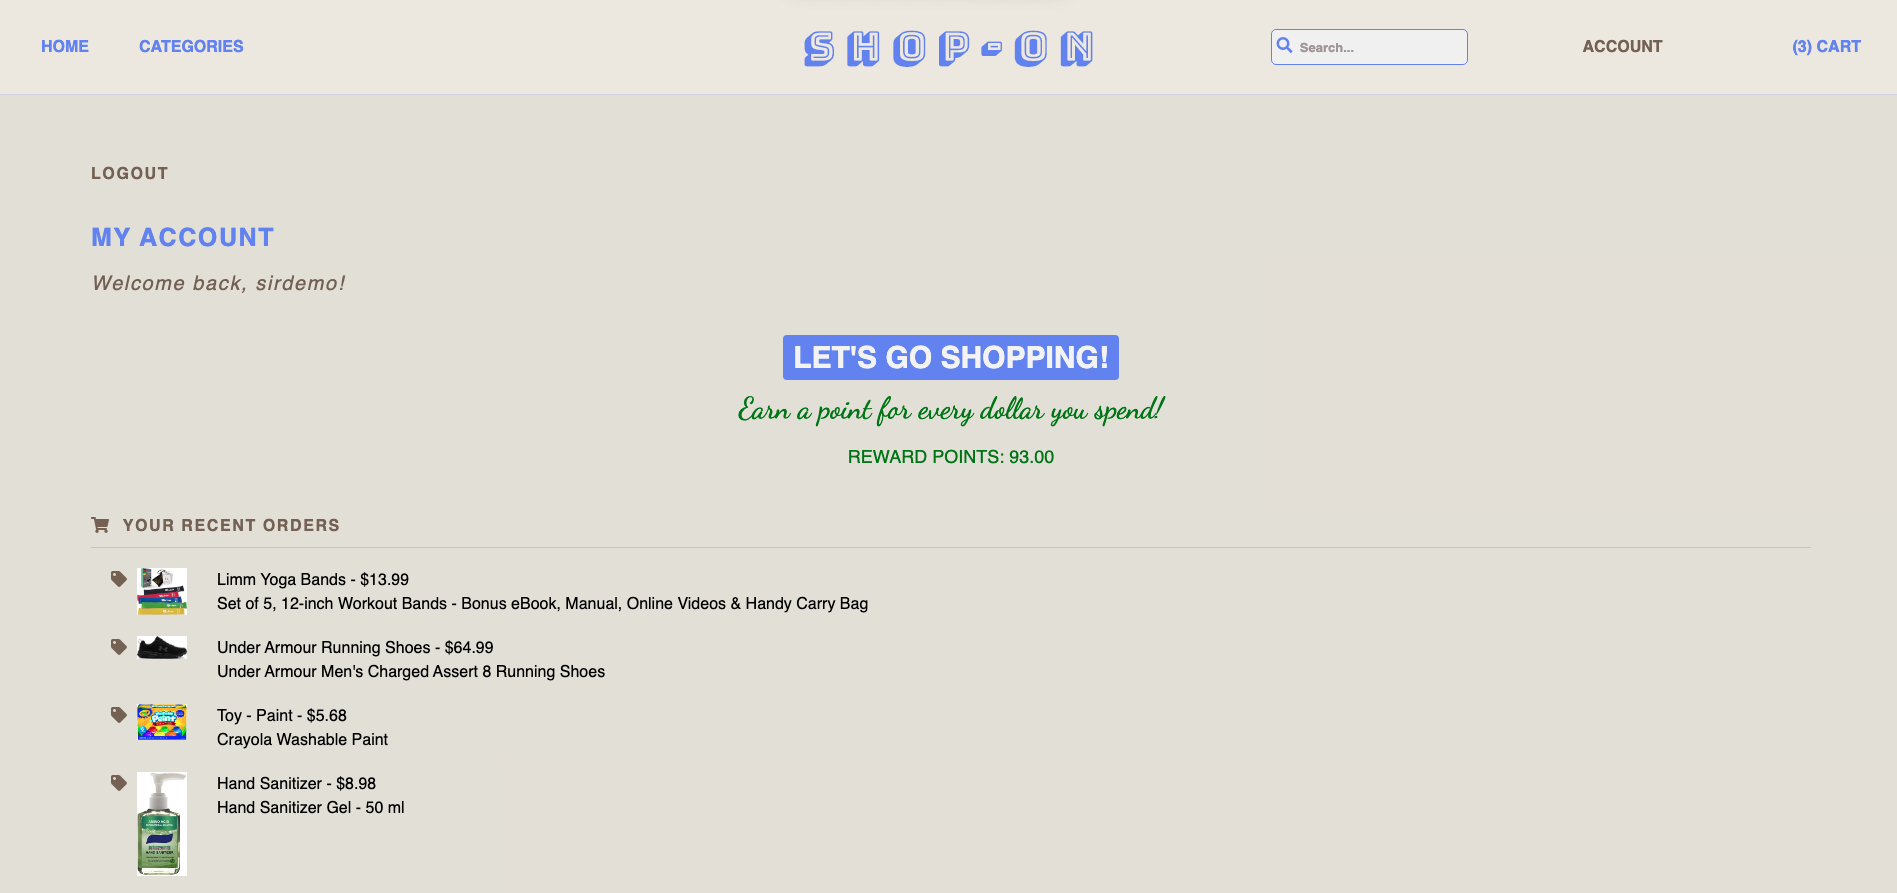 HOME
CATEGORIES
SHOP-ON
Search...
ACCOUNT
(3) CART
LOGOUT
MY ACCOUNT
Welcome back, sirdemo!
LET'S GO SHOPPING!
Earn a point for every dollar you spend!
REWARD POINTS: 93.00
YOUR RECENT ORDERS
Limm Yoga Bands - $13.99
Set of 5, 12-inch Workout Bands - Bonus eBook, Manual, Online Videos & Handy Carry Bag
Under Armour Running Shoes - $64.99
Under Armour Men's Charged Assert 8 Running Shoes
Toy - Paint - $5.68
Crayola Washable Paint
Hand Sanitizer - $8.98
Hand Sanitizer Gel - 50 ml